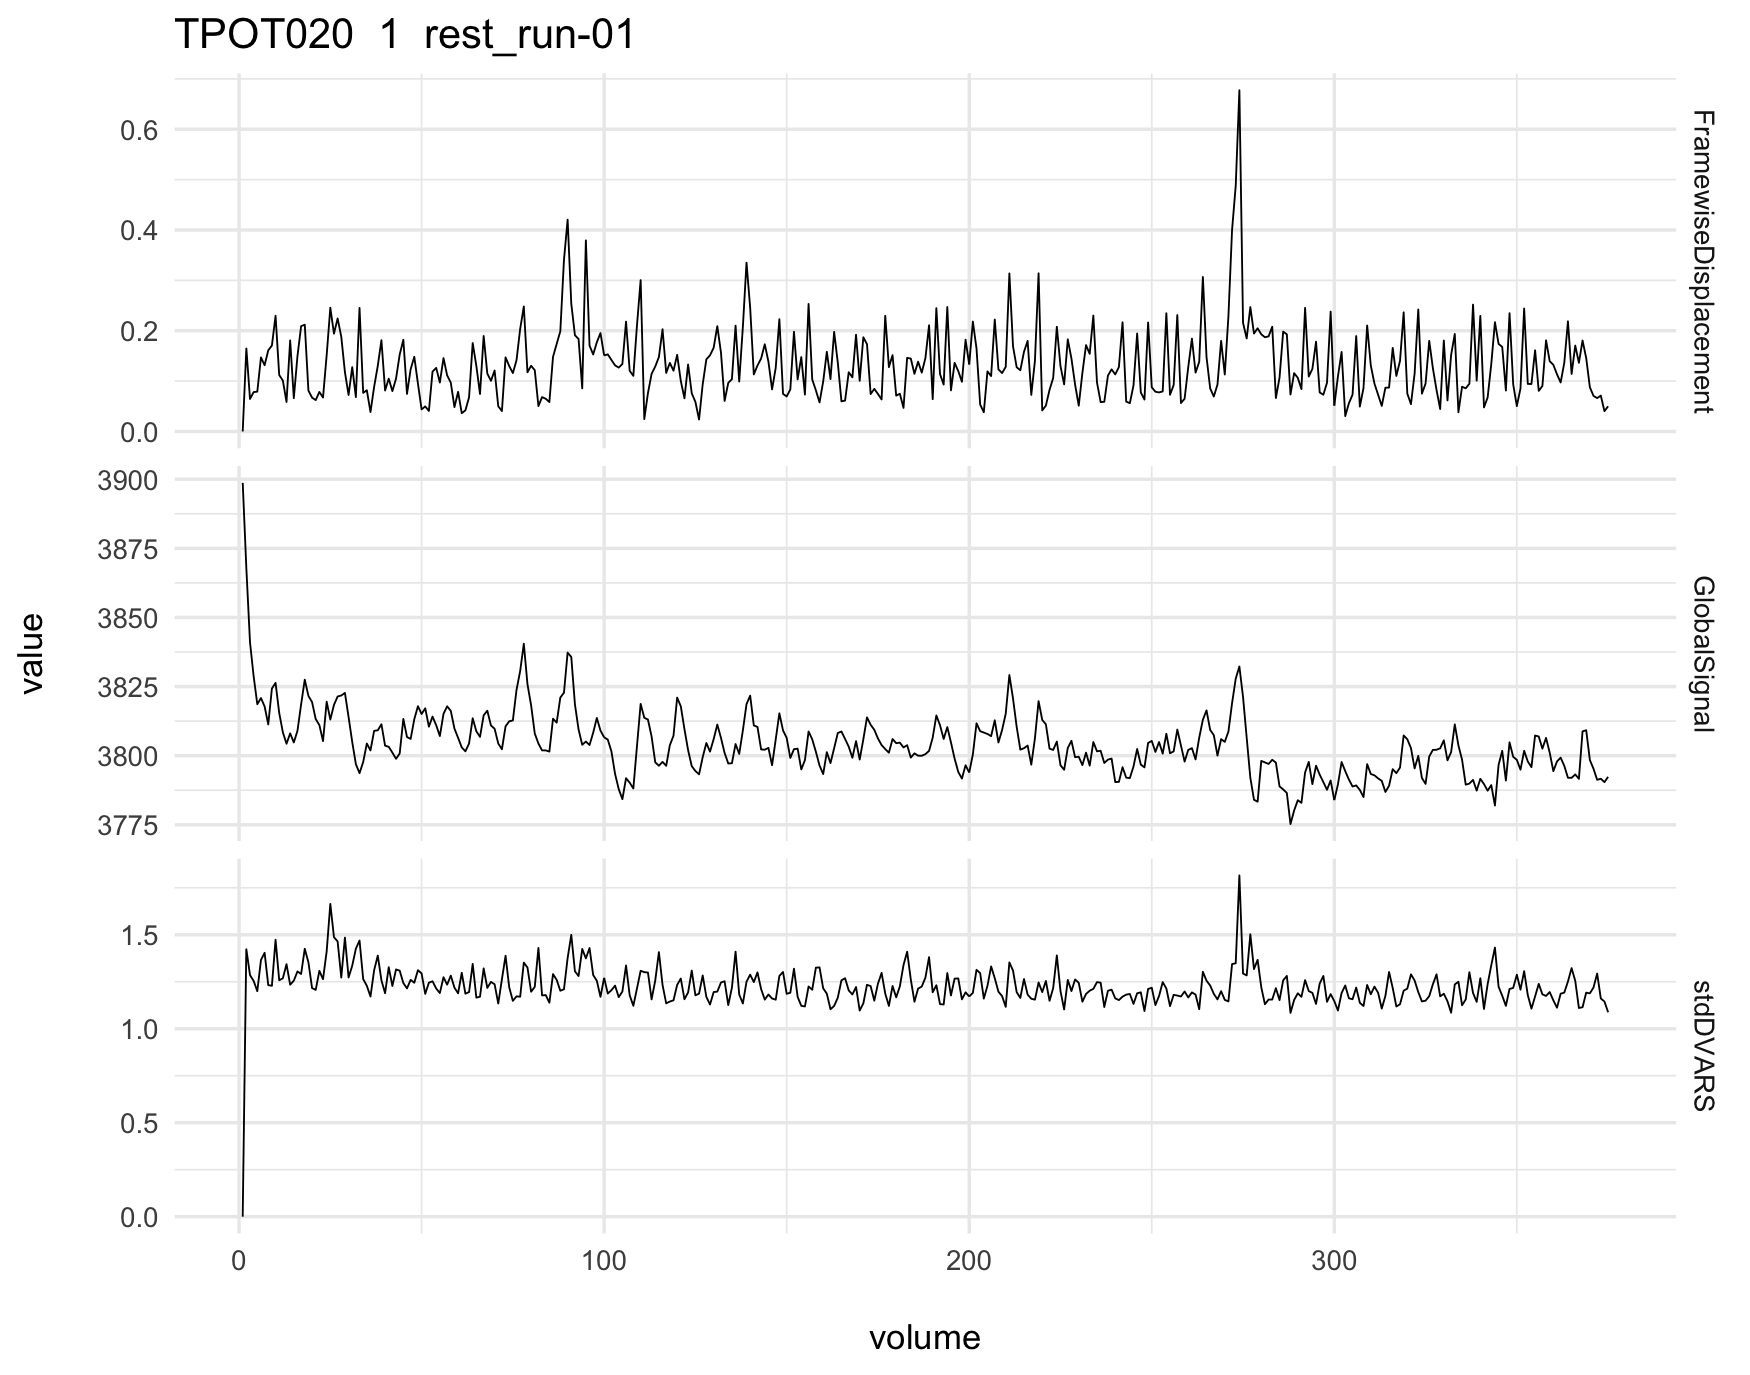 TPOT020 1 rest_run-01
0.6
0.4
0.2
0.0
FramewiseDisplacement
3900
3875
3850
3825
3800
3775
GlobalSignal
1.5
1.0
0.5
0.0
stdDVARS
value
0 100 200 300
volume